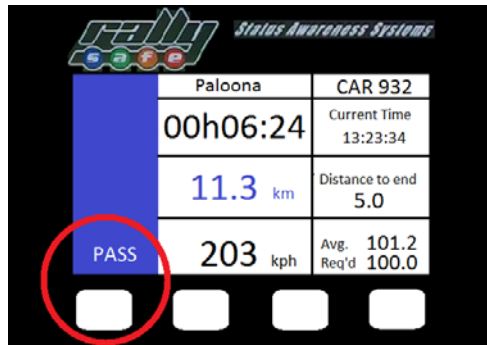 rally
safe
Status Awareness Systems
Paloona
CAR 932
00h06:24
Current Time
13:23:34
11.3 km
Distance to end
5.0
PASS
203 kph
Avg. 101.2
Req'd 100.0